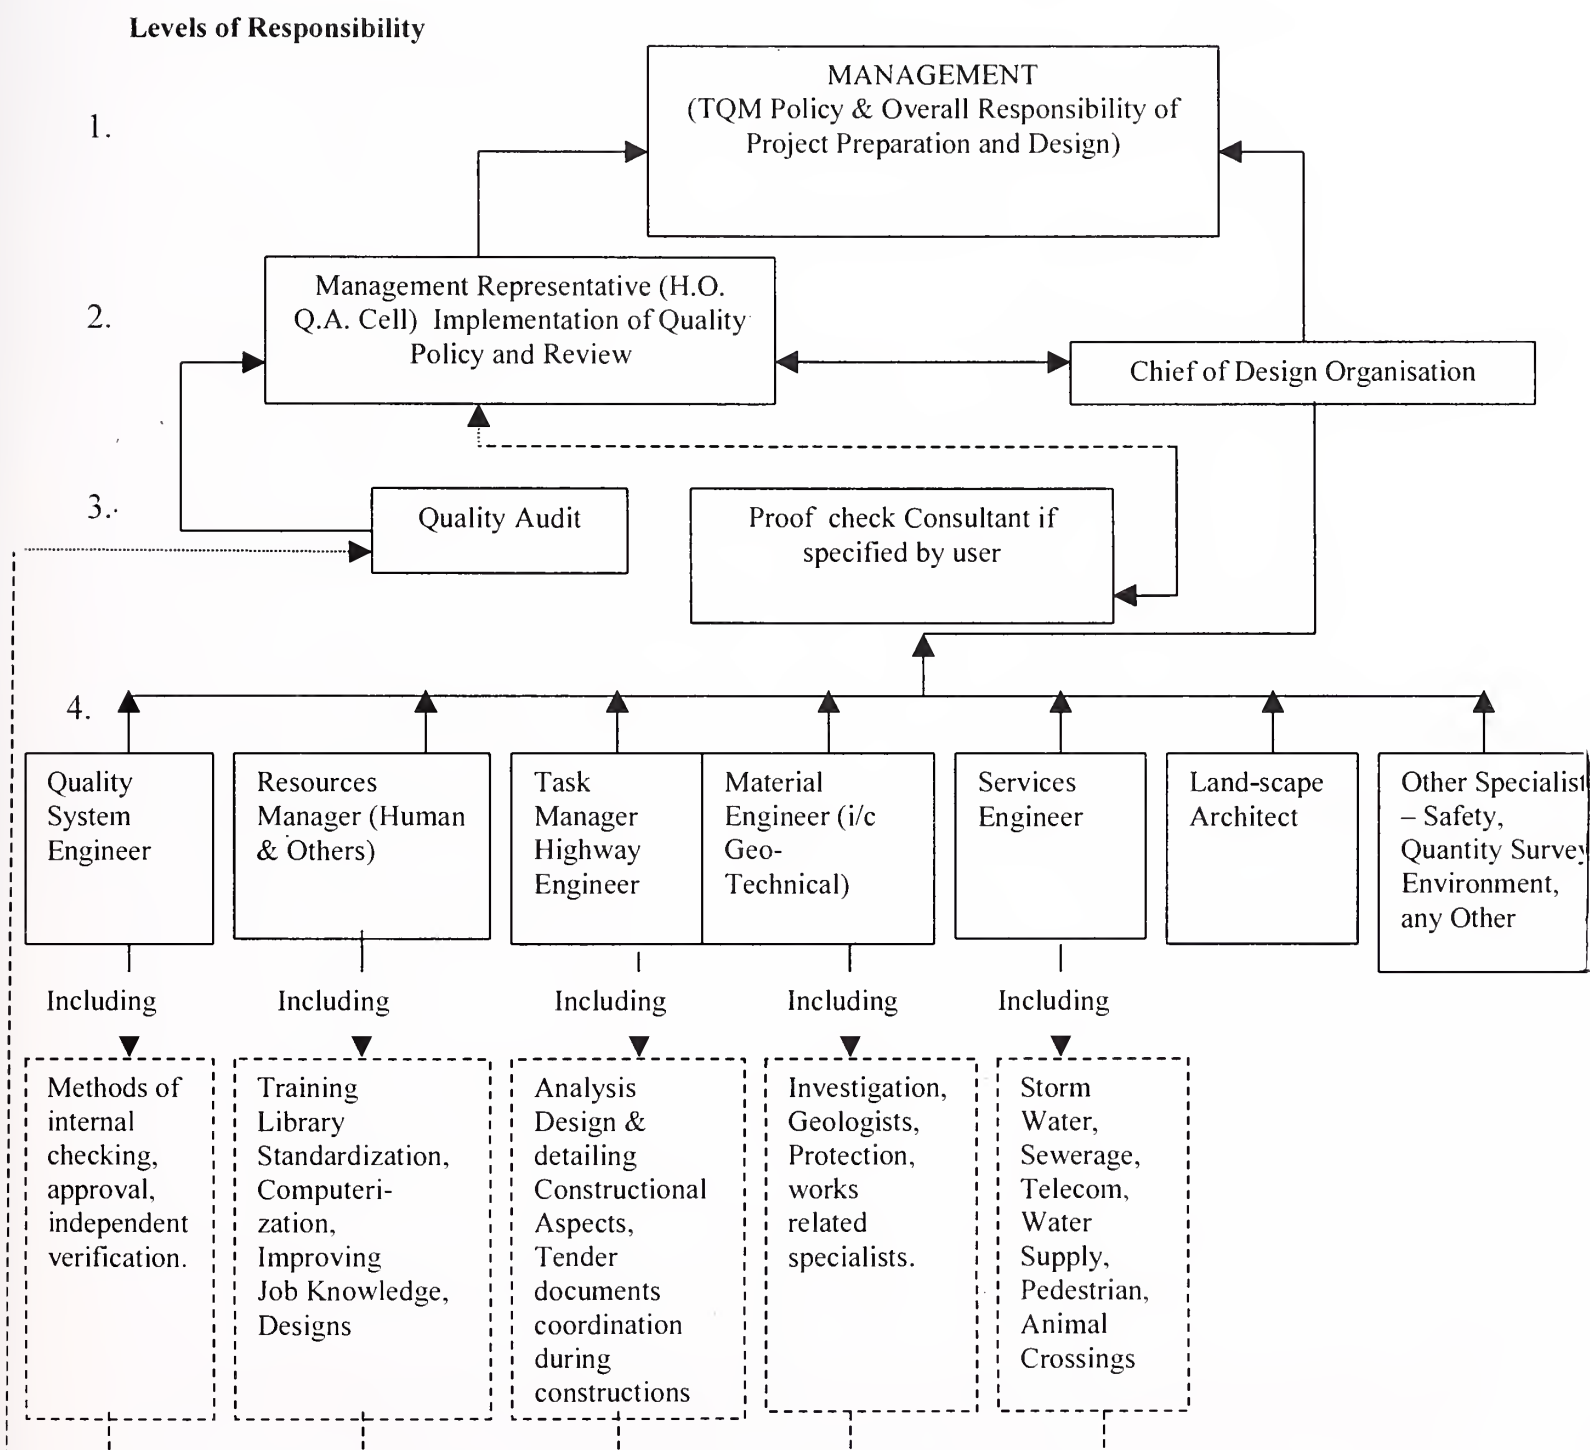 Levels of Responsibility
1.
MANAGEMENT
(TQM Policy & Overall Responsibility of
Project Preparation and Design)
2.
Management Representative (H.O.
Q.A. Cell) Implementation of Quality
Policy and Review
Chief of Design Organisation
3.
Quality Audit
Proof check Consultant if
specified by user
4.
Quality
System
Engineer
Resources
Manager (Human
& Others)
Task
Manager
Highway
Engineer
Material
Engineer (i/c
Geo-
Technical)
Services
Engineer
Land-scape
Architect
Other Specialist
– Safety,
Quantity Survey
Environment,
any Other
Including
Including
Including
Including
Including
Methods of
internal
checking,
approval,
independent
verification.
Training
Library
Standardization,
Computeri-
zation,
Improving
Job Knowledge,
Designs
Analysis
Design &
detailing
Constructional
Aspects,
Tender
documents
coordination
during
constructions
Investigation,
Geologists,
Protection,
works
related
specialists.
Storm
Water,
Sewerage,
Telecom,
Water
Supply,
Pedestrian,
Animal
Crossings